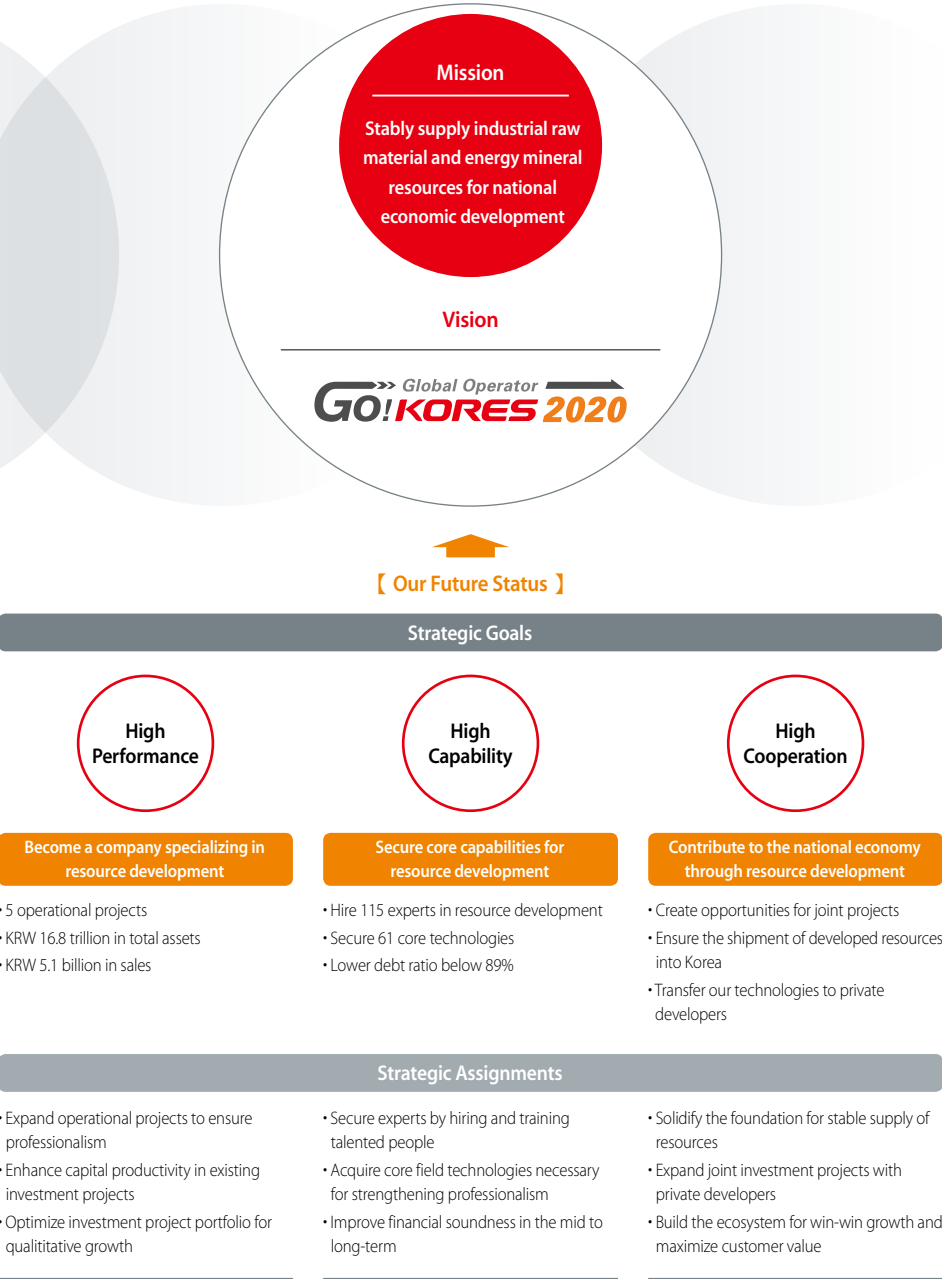 Mission
Stably supply industrial raw
material and energy mineral
resources for national
economic development
Vision
Global Operator
GO! KORES 2020
【 Our Future Status 】
Strategic Goals
High
Performance
Become a company specializing in
resource development
• 5 operational projects
• KRW 16.8 trillion in total assets
• KRW 5.1 billion in sales
High
Capability
Secure core capabilities for
resource development
• Hire 115 experts in resource development
• Secure 61 core technologies
• Lower debt ratio below 89%
High
Cooperation
Contribute to the national economy
through resource development
• Create opportunities for joint projects
• Ensure the shipment of developed resources
into Korea
• Transfer our technologies to private
developers
Strategic Assignments
• Expand operational projects to ensure
professionalism
• Enhance capital productivity in existing
investment projects
• Optimize investment project portfolio for
qualititative growth
• Secure experts by hiring and training
talented people
• Acquire core field technologies necessary
for strengthening professionalism
• Improve financial soundness in the mid to
long-term
• Solidify the foundation for stable supply of
resources
• Expand joint investment projects with
private developers
• Build the ecosystem for win-win growth and
maximize customer value